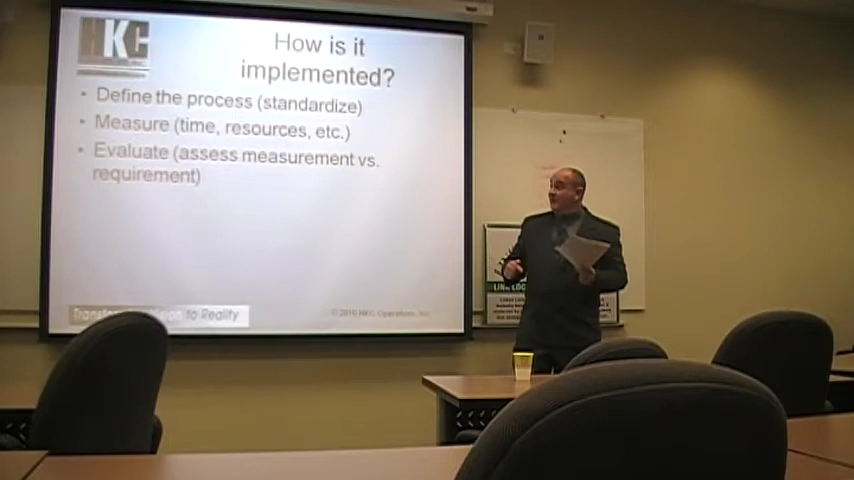 HKC
How is it
implemented?
• Define the process (standardize)
• Measure (time, resources, etc.)
• Evaluate (assess measurement vs.
requirement)
to Reality
© 2010 HKC Operations, Inc.